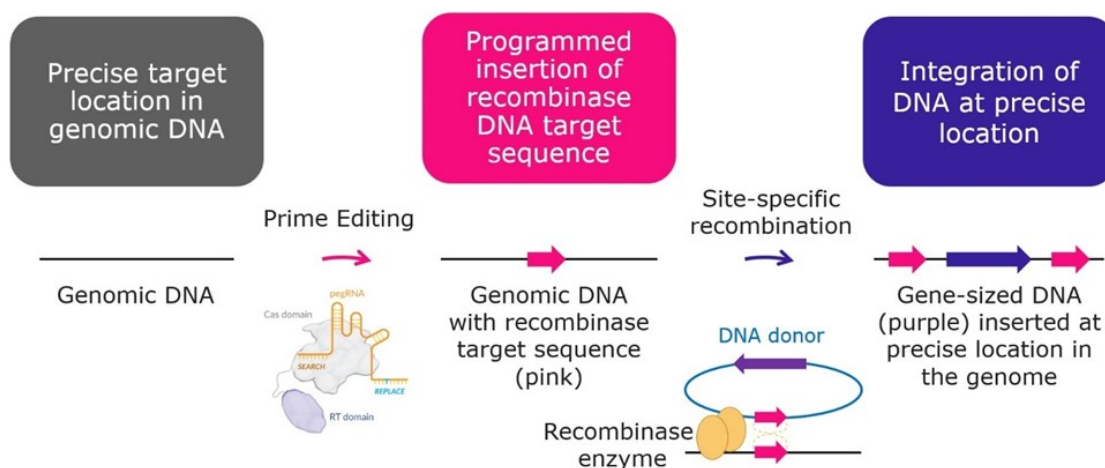 Precise target
location in
genomic DNA
Programmed
insertion of
recombinase
DNA target
sequence
Integration of
DNA at precise
location
Prime Editing
Site-specific
recombination
Genomic DNA
pegRNA
Cas domain
SEARCH
REPLACE
RT domain
Genomic DNA
with recombinase
target sequence
(pink)
DNA donor
Recombinase
enzyme
Gene-sized DNA
(purple) inserted at
precise location in
the genome